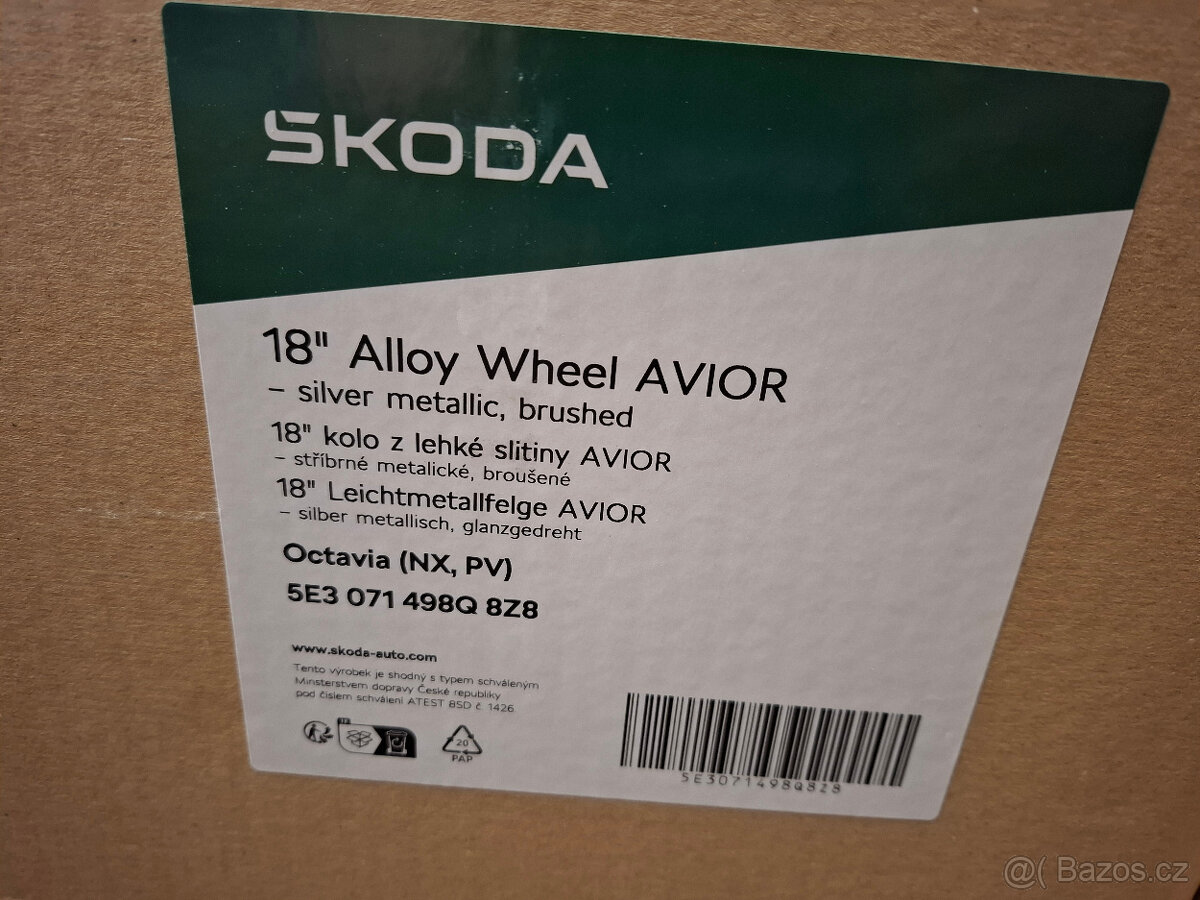 ŠKODA
18" Alloy Wheel AVIOR
– silver metallic, brushed
18" kolo z lehké slitiny AVIOR
– stříbrné metalické, broušené
18" Leichtmetallfelge AVIOR
– silber metallisch, glanzgedreht
Octavia (NX, PV)
5E3 071 498Q 8Z8
www.skoda-auto.com
Tento výrobek je shodný s typem schváleným
Minsterstvem dopravy České republiky
pod číslem schválení ATEST 8SD č. 1426
20
PAP
5E3071498Q8Z8
@( Bazos.cz